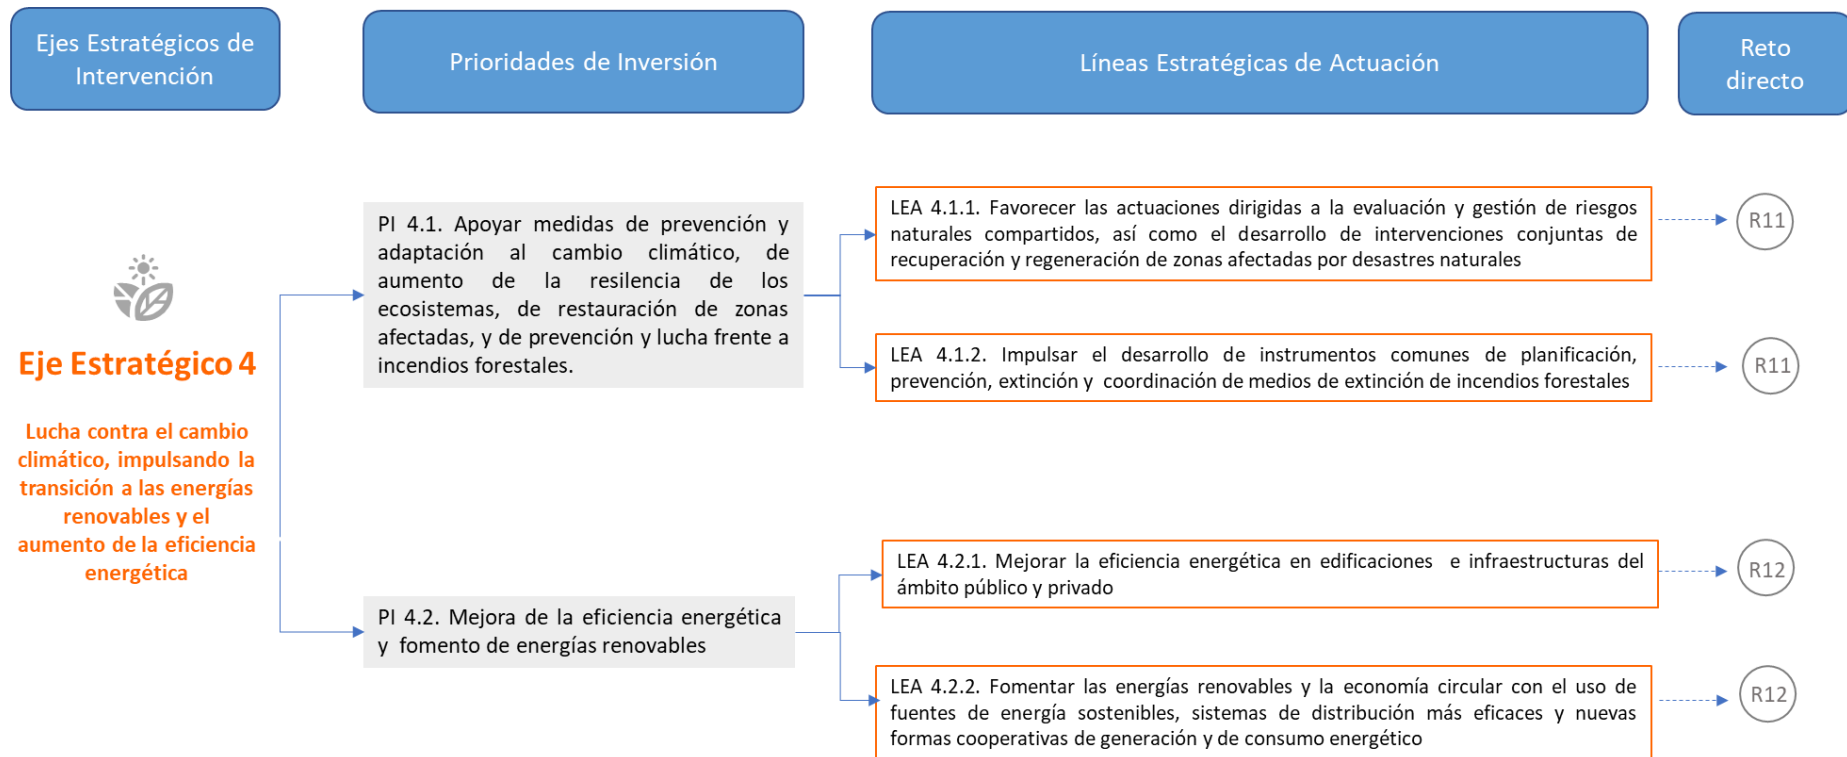 Ejes Estratégicos de
Intervención
Prioridades de Inversión
Líneas Estratégicas de Actuación
Reto
directo
Eje Estratégico 4
Lucha contra el cambio
climático, impulsando la
transición a las energías
renovables y el
aumento de la eficiencia
energética
PI 4.1. Apoyar medidas de prevención y
adaptación al cambio climático, de
aumento de la resilencia de los
ecosistemas, de restauración de zonas
afectadas, y de prevención y lucha frente a
incendios forestales.
LEA 4.1.1. Favorecer las actuaciones dirigidas a la evaluación y gestión de riesgos
naturales compartidos, así como el desarrollo de intervenciones conjuntas de
recuperación y regeneración de zonas afectadas por desastres naturales
R11
LEA 4.1.2. Impulsar el desarrollo de instrumentos comunes de planificación,
prevención, extinción y coordinación de medios de extinción de incendios forestales
R11
PI 4.2. Mejora de la eficiencia energética
y fomento de energías renovables
LEA 4.2.1. Mejorar la eficiencia energética en edificaciones e infraestructuras del
ámbito público y privado
R12
LEA 4.2.2. Fomentar las energías renovables y la economía circular con el uso de
fuentes de energía sostenibles, sistemas de distribución más eficaces y nuevas
formas cooperativas de generación y de consumo energético
R12